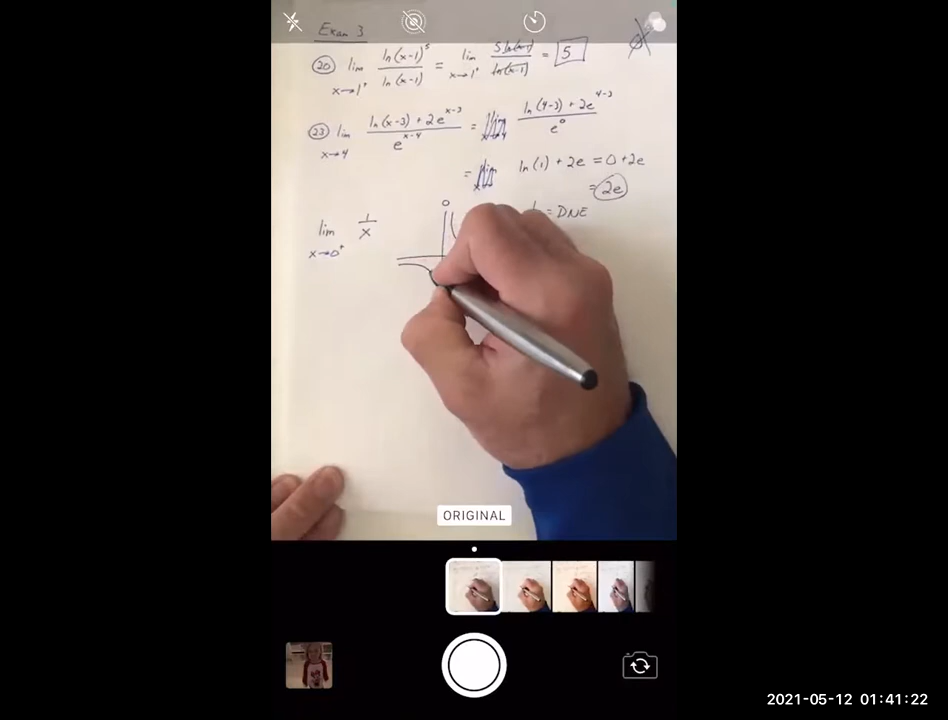 Exam 3
(20) lim x→1⁺ ln(x-1)⁵ / ln(x-1) = lim x→1⁺ 5 ln(x-1) / ln(x-1) = 5
(23) lim x→4 ln(x-3) + 2e^(x-3) / e^(x-4) = ln(4-3) + 2e^(4-3) / e⁰
= ln(1) + 2e = 0 + 2e
= 2e
= DNE
lim x→0⁺ 1/x
0
ORIGINAL
2021-05-12 01:41:22